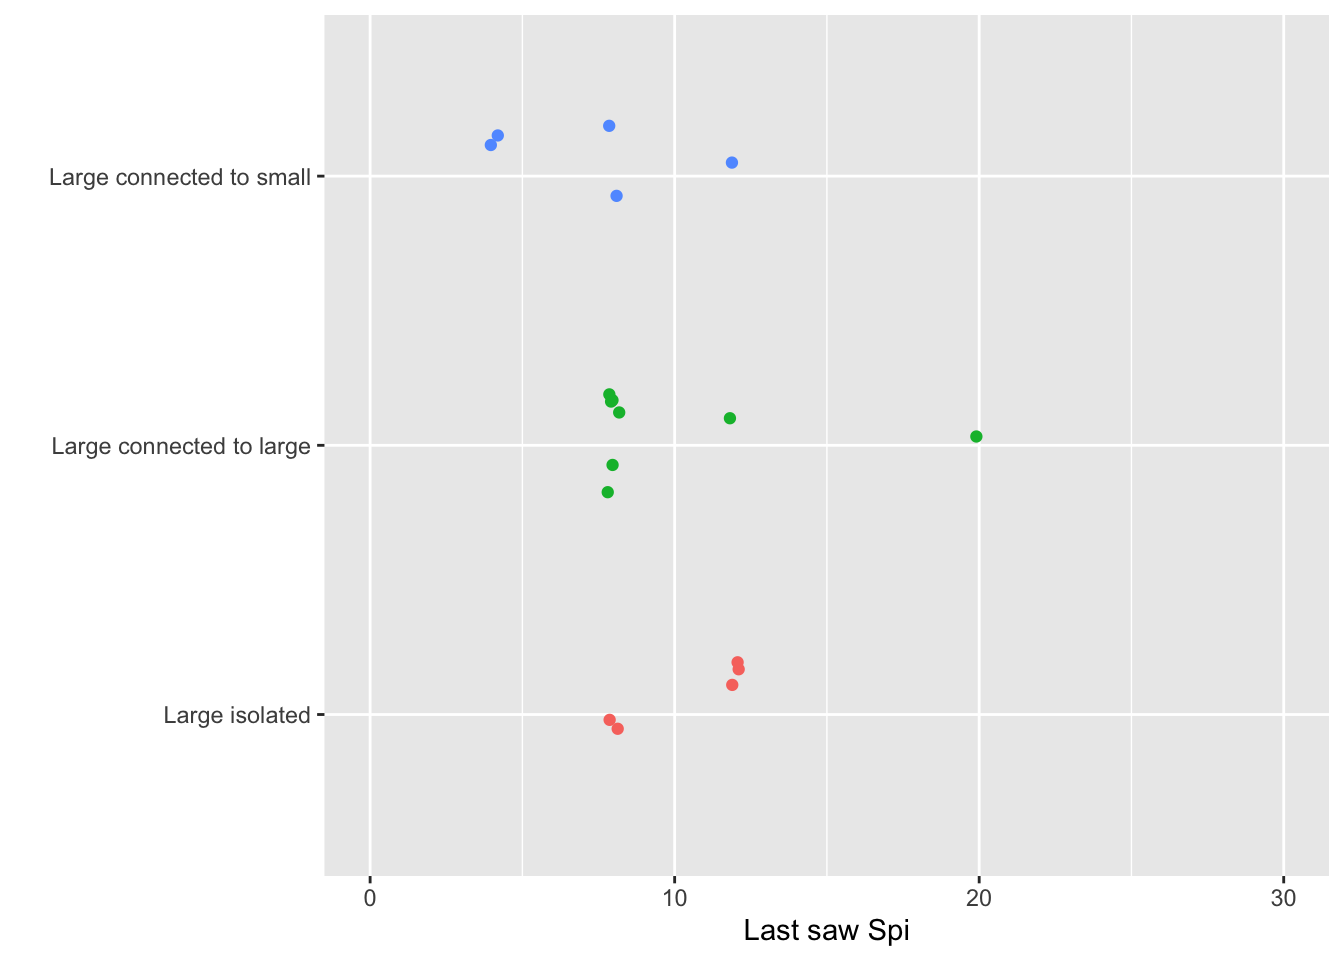 Large connected to small
Large connected to large
Large isolated
0 10 20 30
Last saw Spi